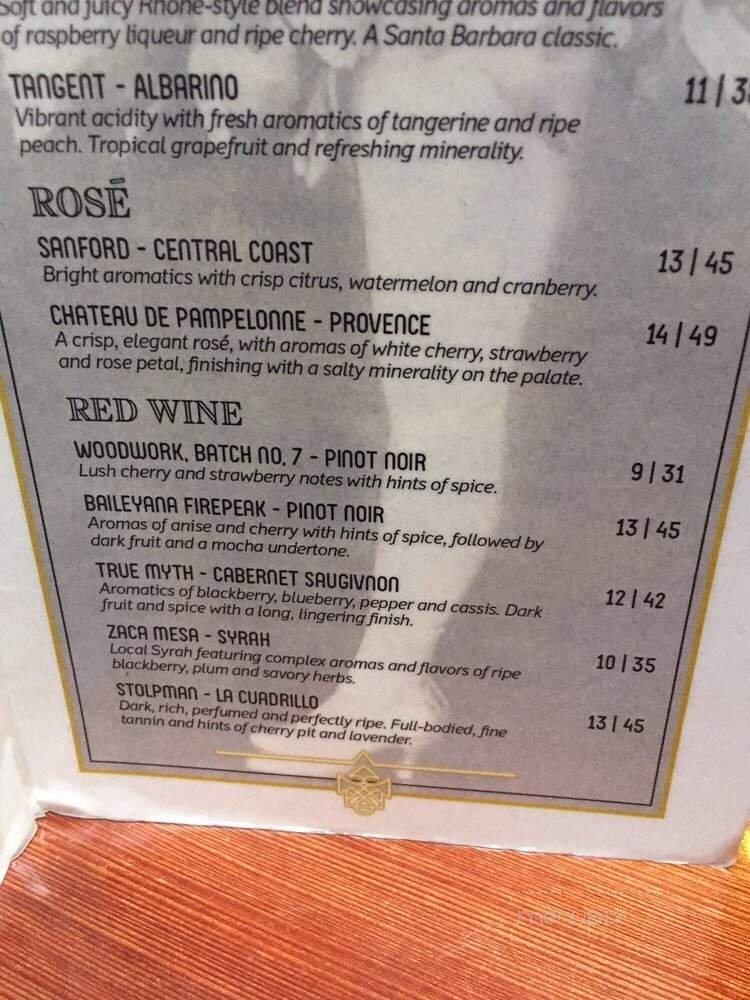 Soft and juicy Rhone-style blend showcasing aromas and flavors
of raspberry liqueur and ripe cherry. A Santa Barbara classic.
TANGENT - ALBARINO 11 | 3
Vibrant acidity with fresh aromatics of tangerine and ripe
peach. Tropical grapefruit and refreshing minerality.
ROSÉ
SANFORD - CENTRAL COAST 13 | 45
Bright aromatics with crisp citrus, watermelon and cranberry.
CHATEAU DE PAMPELONNE - PROVENCE 14 | 49
A crisp, elegant rosé, with aromas of white cherry, strawberry
and rose petal, finishing with a salty minerality on the palate.
RED WINE
WOODWORK, BATCH NO. 7 - PINOT NOIR 9 | 31
Lush cherry and strawberry notes with hints of spice.
BAILEYANA FIREPEAK - PINOT NOIR 13 | 45
Aromas of anise and cherry with hints of spice, followed by
dark fruit and a mocha undertone.
TRUE MYTH - CABERNET SAUGIVNON 12 | 42
Aromatics of blackberry, blueberry, pepper and cassis. Dark
fruit and spice with a long, lingering finish.
ZACA MESA - SYRAH 10 | 35
Local Syrah featuring complex aromas and flavors of ripe
blackberry, plum and savory herbs.
STOLPMAN - LA CUADRILLO 13 | 45
Dark, rich, perfumed and perfectly ripe. Full-bodied, fine
tannin and hints of cherry pit and lavender.
menupix